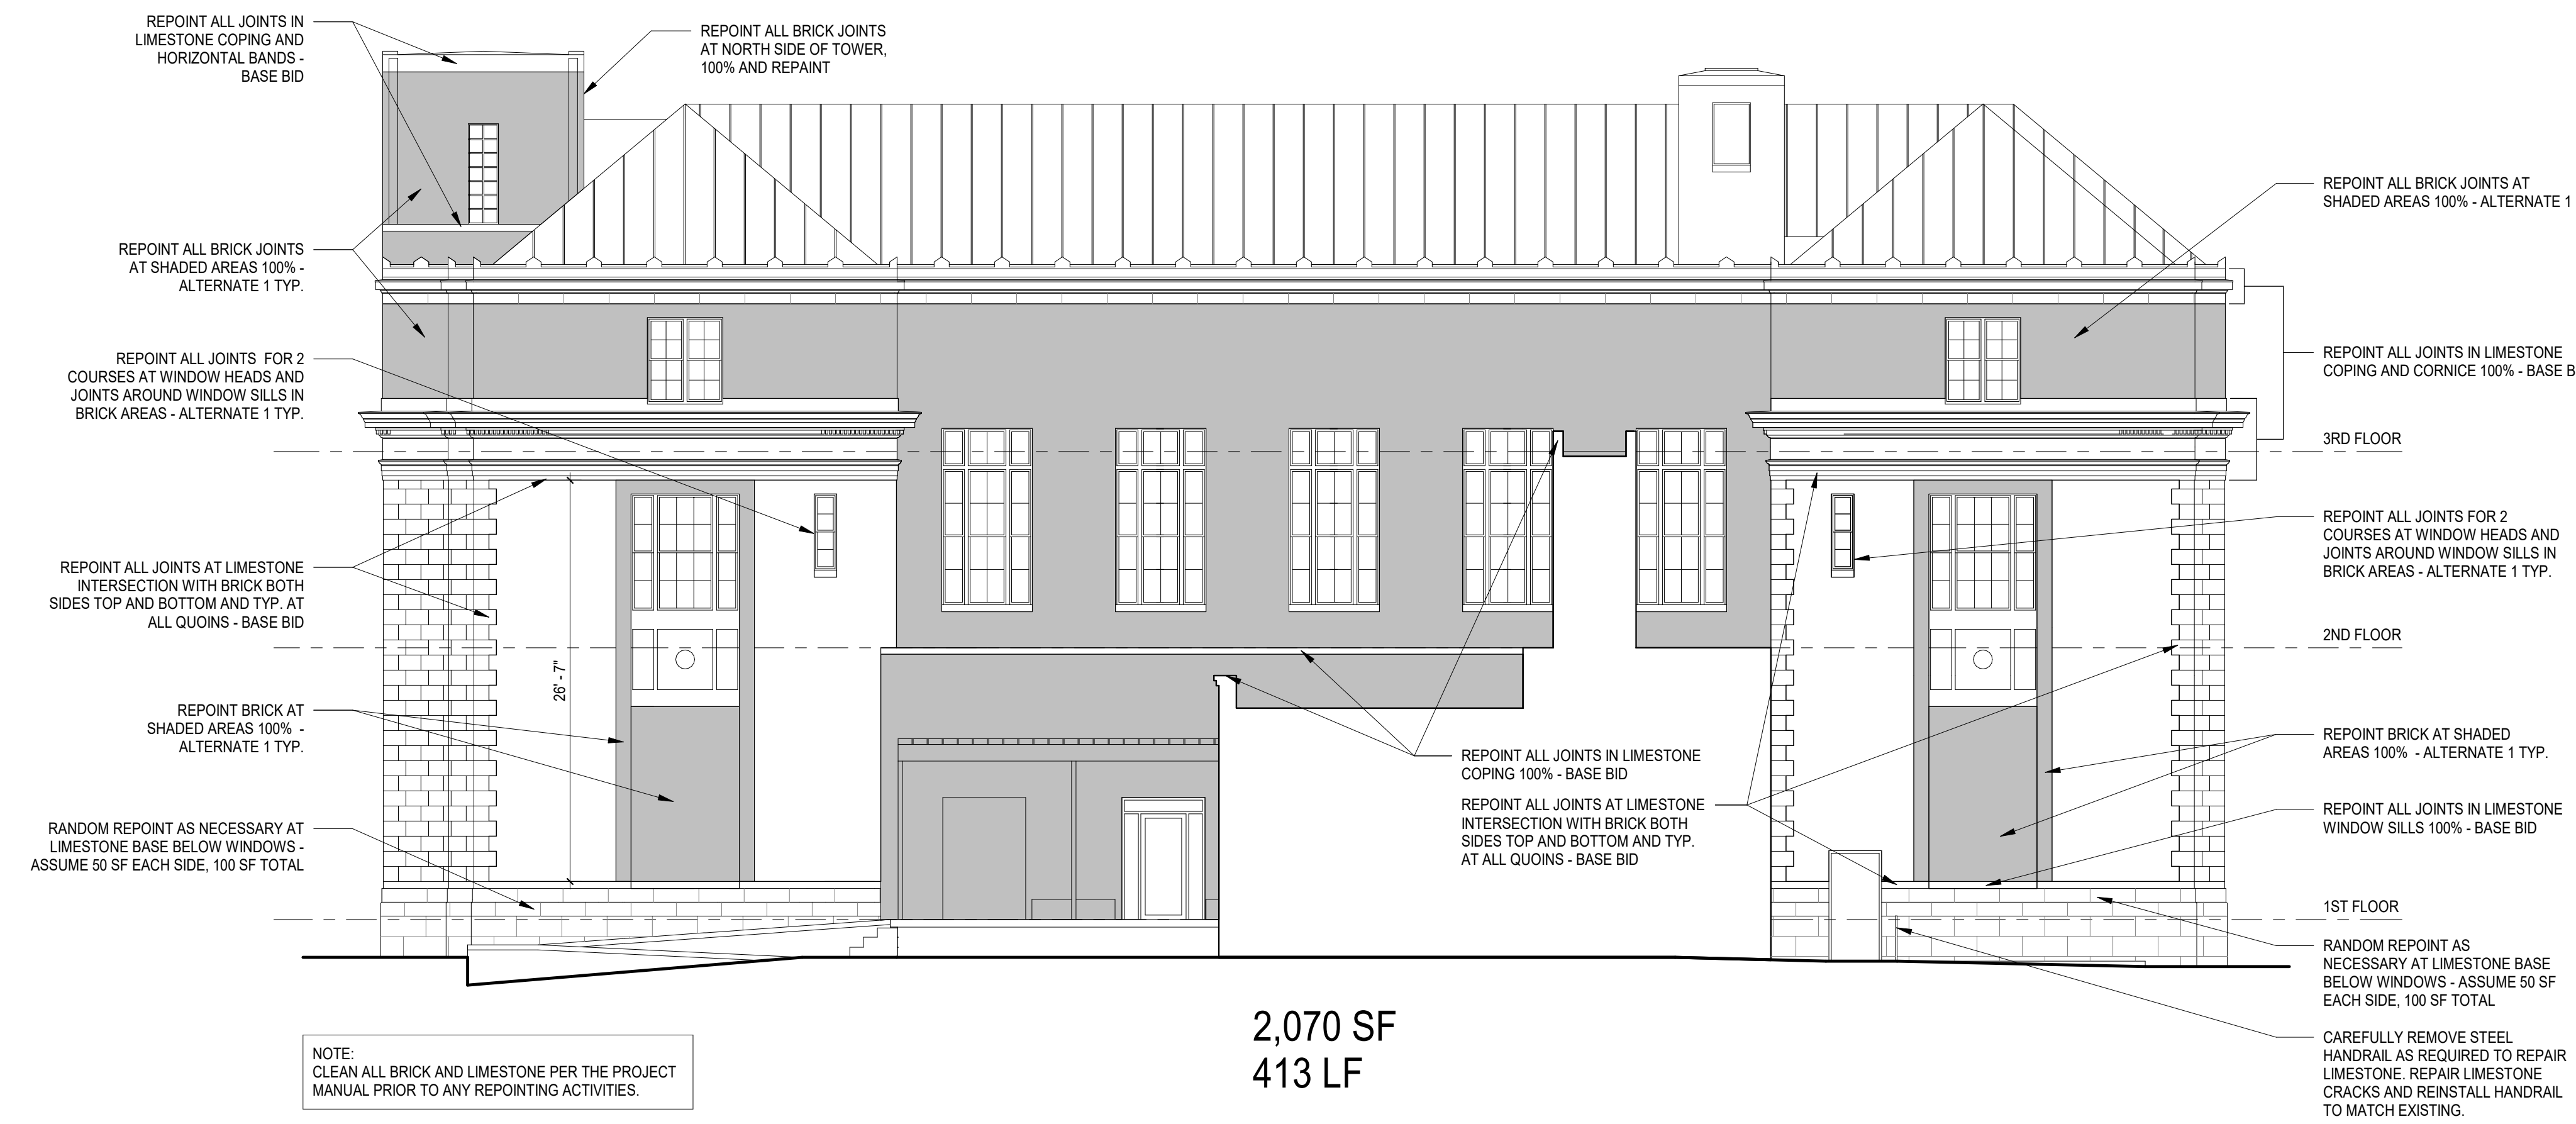 REPOINT ALL JOINTS IN
LIMESTONE COPING AND
HORIZONTAL BANDS -
BASE BID
REPOINT ALL BRICK JOINTS
AT NORTH SIDE OF TOWER,
100% AND REPAINT
REPOINT ALL BRICK JOINTS
AT SHADED AREAS 100% -
ALTERNATE 1 TYP.
REPOINT ALL JOINTS FOR 2
COURSES AT WINDOW HEADS AND
JOINTS AROUND WINDOW SILLS IN
BRICK AREAS - ALTERNATE 1 TYP.
REPOINT ALL JOINTS AT LIMESTONE
INTERSECTION WITH BRICK BOTH
SIDES TOP AND BOTTOM AND TYP. AT
ALL QUOINS - BASE BID
26' - 7"
REPOINT BRICK AT
SHADED AREAS 100% -
ALTERNATE 1 TYP.
RANDOM REPOINT AS NECESSARY AT
LIMESTONE BASE BELOW WINDOWS -
ASSUME 50 SF EACH SIDE, 100 SF TOTAL
NOTE:
CLEAN ALL BRICK AND LIMESTONE PER THE PROJECT
MANUAL PRIOR TO ANY REPOINTING ACTIVITIES.
REPOINT ALL JOINTS IN LIMESTONE
COPING 100% - BASE BID
REPOINT ALL JOINTS AT LIMESTONE
INTERSECTION WITH BRICK BOTH
SIDES TOP AND BOTTOM AND TYP.
AT ALL QUOINS - BASE BID
2,070 SF
413 LF
REPOINT ALL BRICK JOINTS AT
SHADED AREAS 100% - ALTERNATE 1
REPOINT ALL JOINTS IN LIMESTONE
COPING AND CORNICE 100% - BASE B
3RD FLOOR
REPOINT ALL JOINTS FOR 2
COURSES AT WINDOW HEADS AND
JOINTS AROUND WINDOW SILLS IN
BRICK AREAS - ALTERNATE 1 TYP.
2ND FLOOR
REPOINT BRICK AT SHADED
AREAS 100% - ALTERNATE 1 TYP.
REPOINT ALL JOINTS IN LIMESTONE
WINDOW SILLS 100% - BASE BID
1ST FLOOR
RANDOM REPOINT AS
NECESSARY AT LIMESTONE BASE
BELOW WINDOWS - ASSUME 50 SF
EACH SIDE, 100 SF TOTAL
CAREFULLY REMOVE STEEL
HANDRAIL AS REQUIRED TO REPAIR
LIMESTONE. REPAIR LIMESTONE
CRACKS AND REINSTALL HANDRAIL
TO MATCH EXISTING.